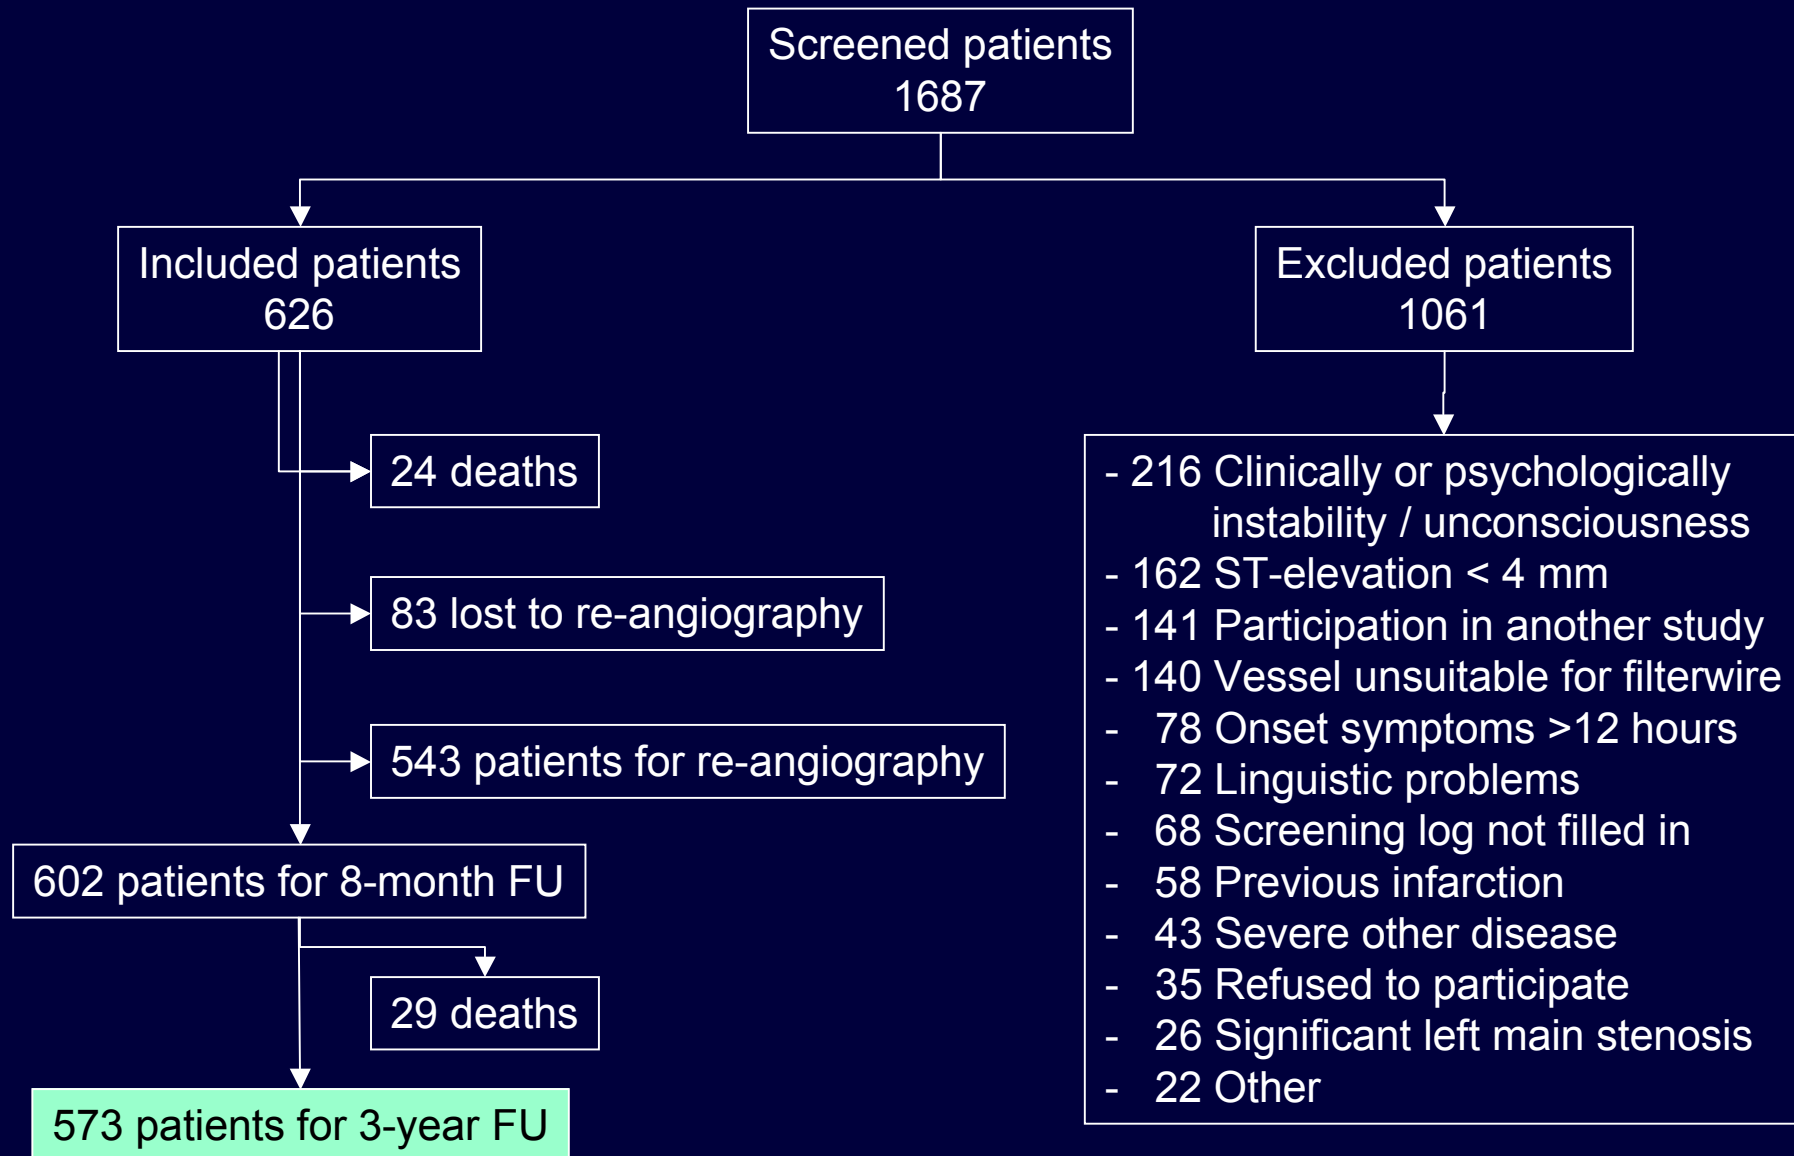 Screened patients
1687
Included patients
626
Excluded patients
1061
24 deaths
83 lost to re-angiography
543 patients for re-angiography
602 patients for 8-month FU
29 deaths
573 patients for 3-year FU
- 216 Clinically or psychologically
instability / unconsciousness
- 162 ST-elevation < 4 mm
- 141 Participation in another study
- 140 Vessel unsuitable for filterwire
- 78 Onset symptoms >12 hours
- 72 Linguistic problems
- 68 Screening log not filled in
- 58 Previous infarction
- 43 Severe other disease
- 35 Refused to participate
- 26 Significant left main stenosis
- 22 Other